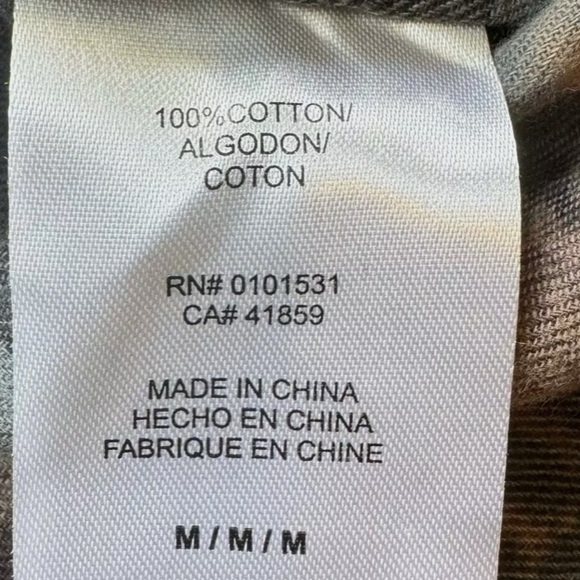 100%COTTON/
ALGODON/
COTON
RN# 0101531
CA# 41859
MADE IN CHINA
HECHO EN CHINA
FABRIQUE EN CHINE
M / M / M